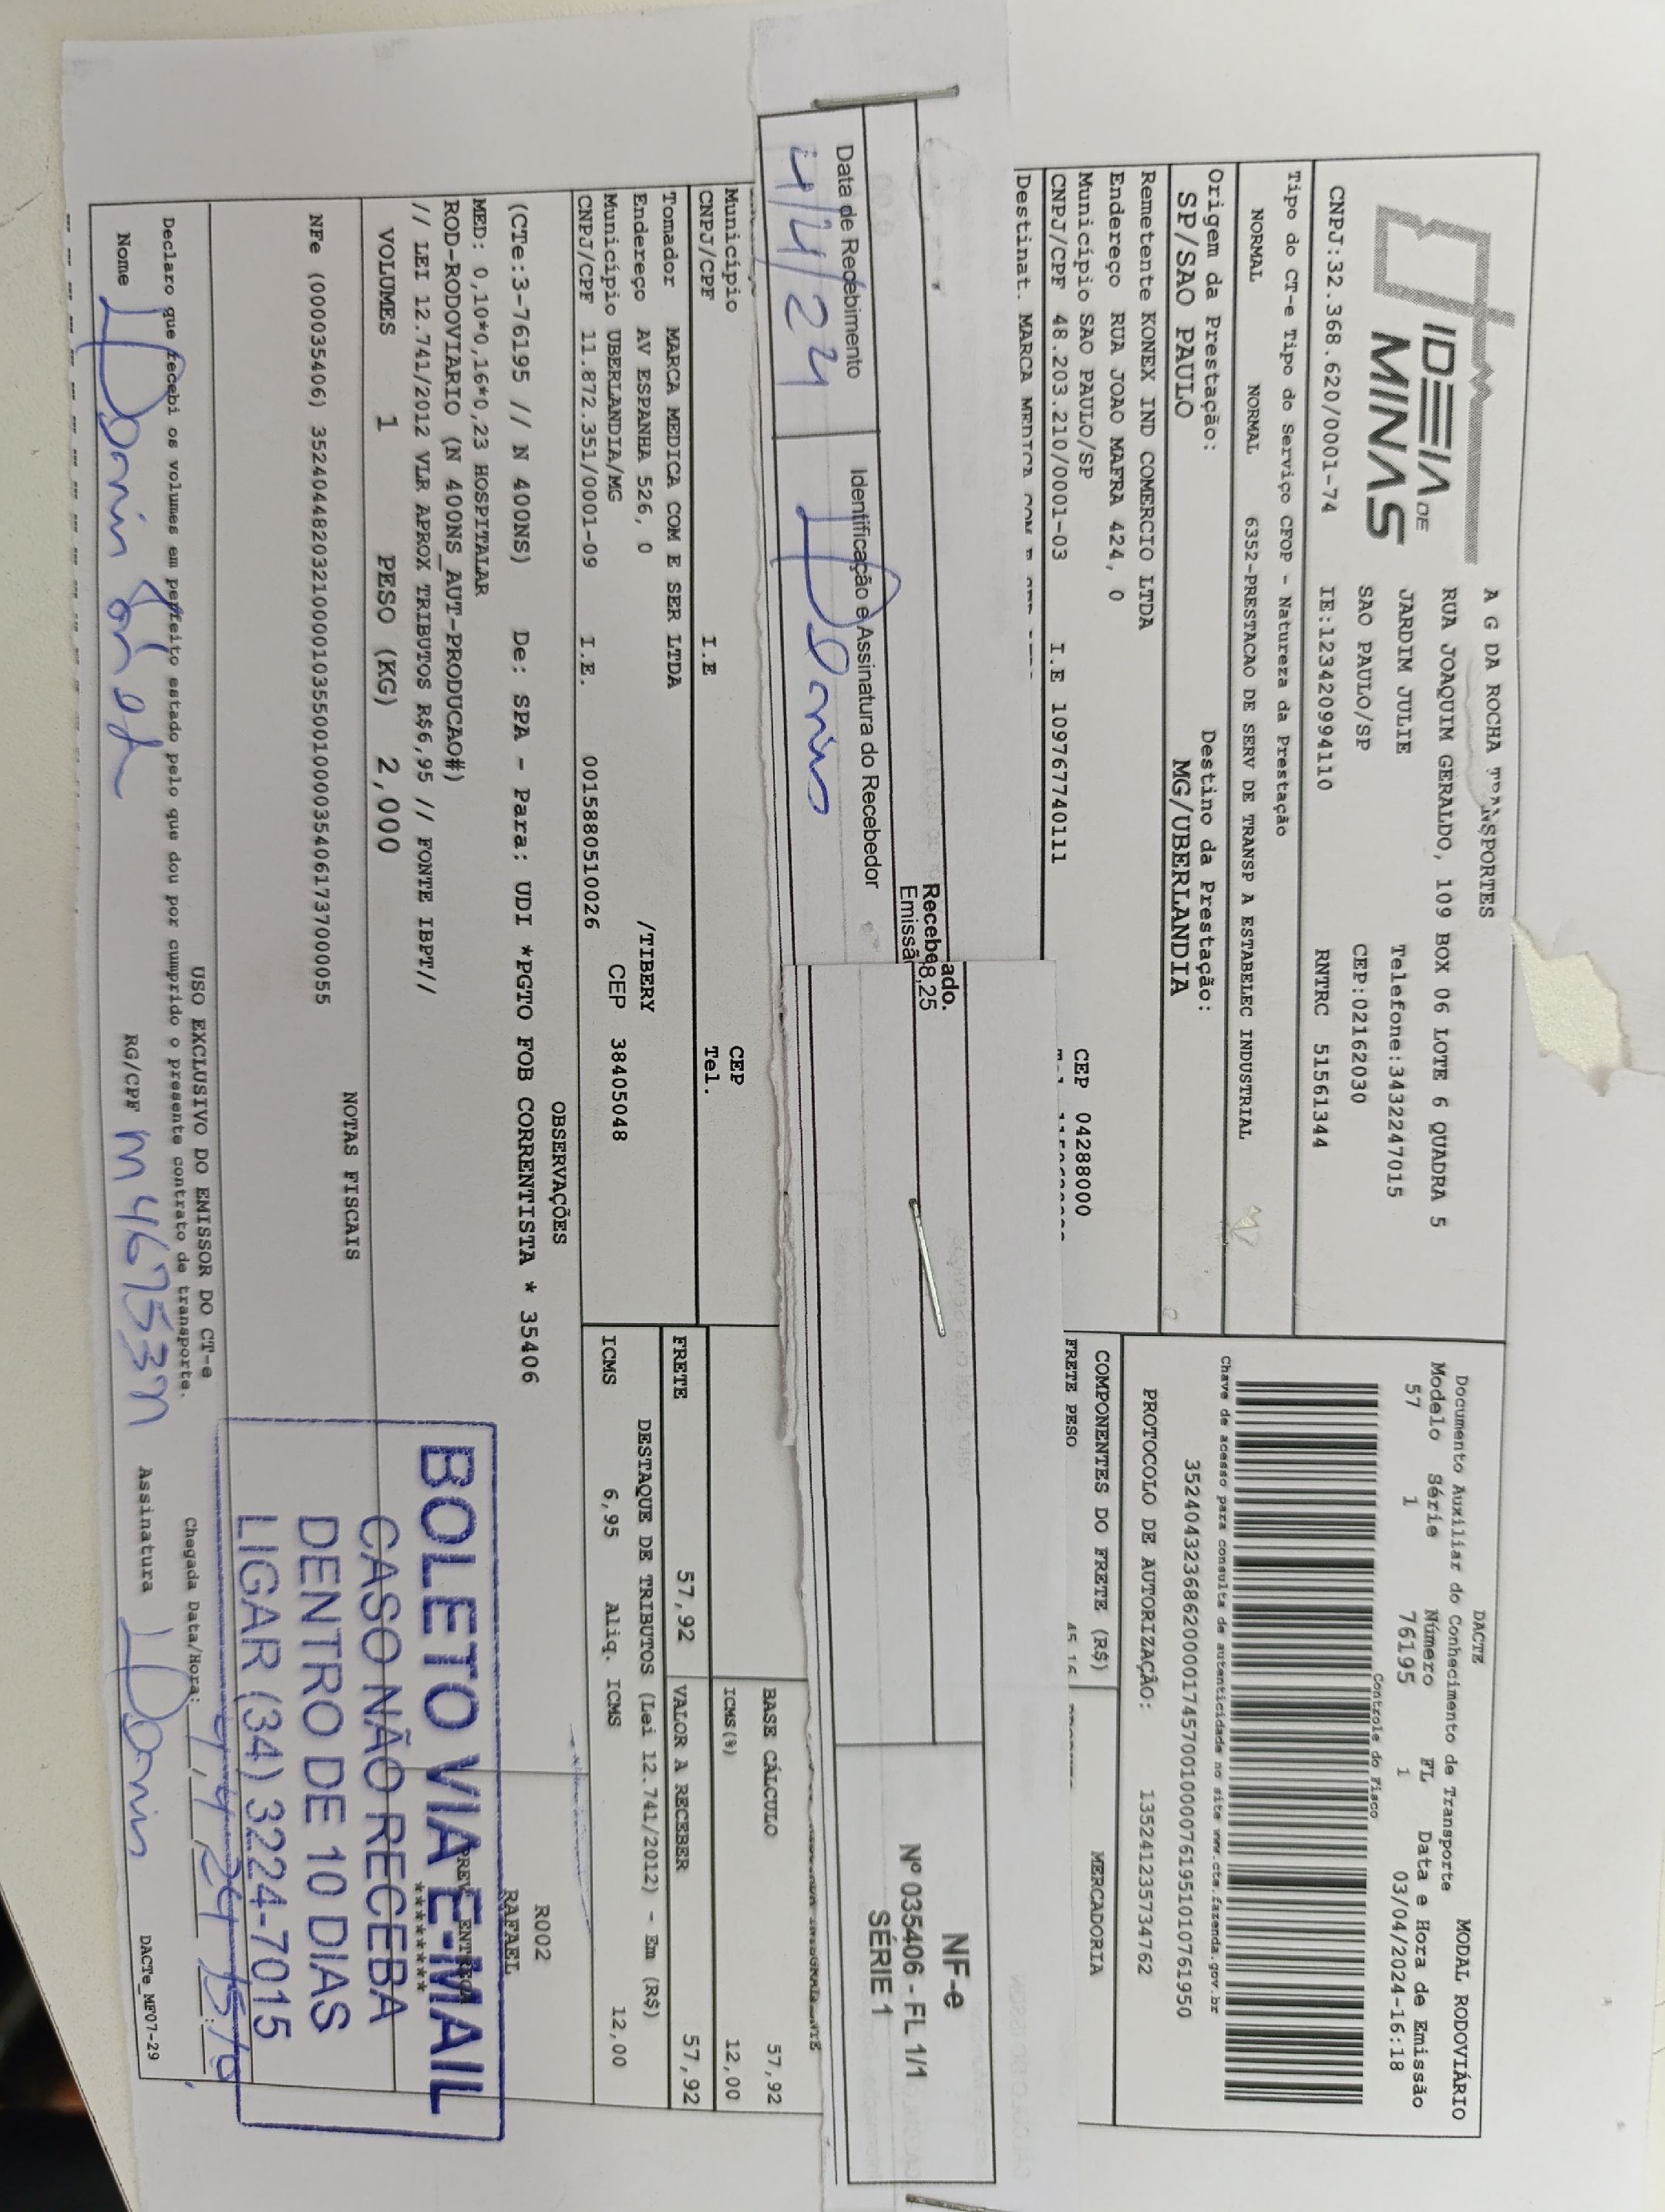 IDEIA DE
MINAS
A G DA ROCHA TRANSPORTES
RUA JOAQUIM GERALDO, 109 BOX 06 LOTE 6 QUADRA 5
JARDIM JULIE Telefone:3432247015
SAO PAULO/SP CEP:02162030
CNPJ:32.368.620/0001-74 IE:123420994110 RNTRC 51561344
Tipo do CT-e Tipo do Serviço CFOP - Natureza da Prestação
NORMAL NORMAL 6352-PRESTACAO DE SERV DE TRANSP A ESTABELEC INDUSTRIAL
Origem da Prestação: Destino da Prestação:
SP/SAO PAULO MG/UBERLANDIA
Remetente KONEX IND COMERCIO LTDA
Endereço RUA JOAO MAFRA 424, 0
Município SAO PAULO/SP CEP 04288000
CNPJ/CPF 48.203.210/0001-03 I.E 109767740111
Destinat. MARCA MEDICA COM
DACTE MODAL RODOVIÁRIO
Documento Auxiliar do Conhecimento de Transporte
Modelo Série Número FL Data e Hora de Emissão
57 1 76195 1 03/04/2024-16:18
Controle do Fisco
Chave de acesso para consulta de autenticidade no site www.cte.fazenda.gov.br
35240432368620000174570010000761951010761950
PROTOCOLO DE AUTORIZAÇÃO: 135241235734762
COMPONENTES DO FRETE (R$) MERCADORIA
FRETE PESO 45,16
Recebe ado.
Emissã 8,25
Data de Recebimento Identificação e Assinatura do Recebedor
4/4/24
NF-e
Nº 035406 - FL 1/1
SÉRIE 1
Município CEP
CNPJ/CPF I.E Tel.
Tomador MARCA MEDICA COM E SER LTDA
Endereço AV ESPANHA 526, 0 /TIBERY
Município UBERLANDIA/MG CEP 38405048
CNPJ/CPF 11.872.351/0001-09 I.E. 0015880510026
BASE CÁLCULO 57,92
ICMS(%) 12,00
FRETE 57,92 VALOR A RECEBER 57,92
DESTAQUE DE TRIBUTOS (Lei 12.741/2012) - Em (R$)
ICMS 6,95 Aliq. ICMS 12,00
OBSERVAÇÕES
(CTe:3-76195 // N 400NS) De: SPA - Para: UDI *PGTO FOB CORRENTISTA * 35406
MED: 0,10*0,16*0,23 HOSPITALAR
ROD-RODOVIARIO (N 400NS_AUT-PRODUCAO#)
// LEI 12.741/2012 VLR APROX TRIBUTOS R$6,95 // FONTE IBPT//
R002
RAFAEL
PREV. ENTREGA
*********
VOLUMES 1 PESO (KG) 2,000
NOTAS FISCAIS
NFe (000035406) 35240448203210000103550010000354061737000055
BOLETO VIA E-MAIL
CASO NÃO RECEBA
DENTRO DE 10 DIAS
LIGAR (34) 3224-7015
USO EXCLUSIVO DO EMISSOR DO CT-e
Declaro que recebi os volumes em perfeito estado pelo que dou por cumprido o presente contrato de transporte. Chegada Data/Hora:
Nome RG/CPF Assinatura
DACTe_MF07-29